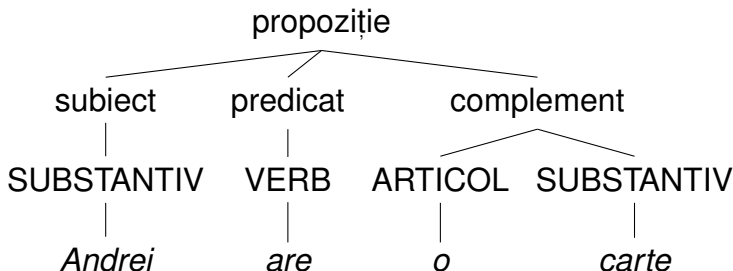 propoziție
subiect predicat complement
SUBSTANTIV VERB ARTICOL SUBSTANTIV
Andrei are o carte